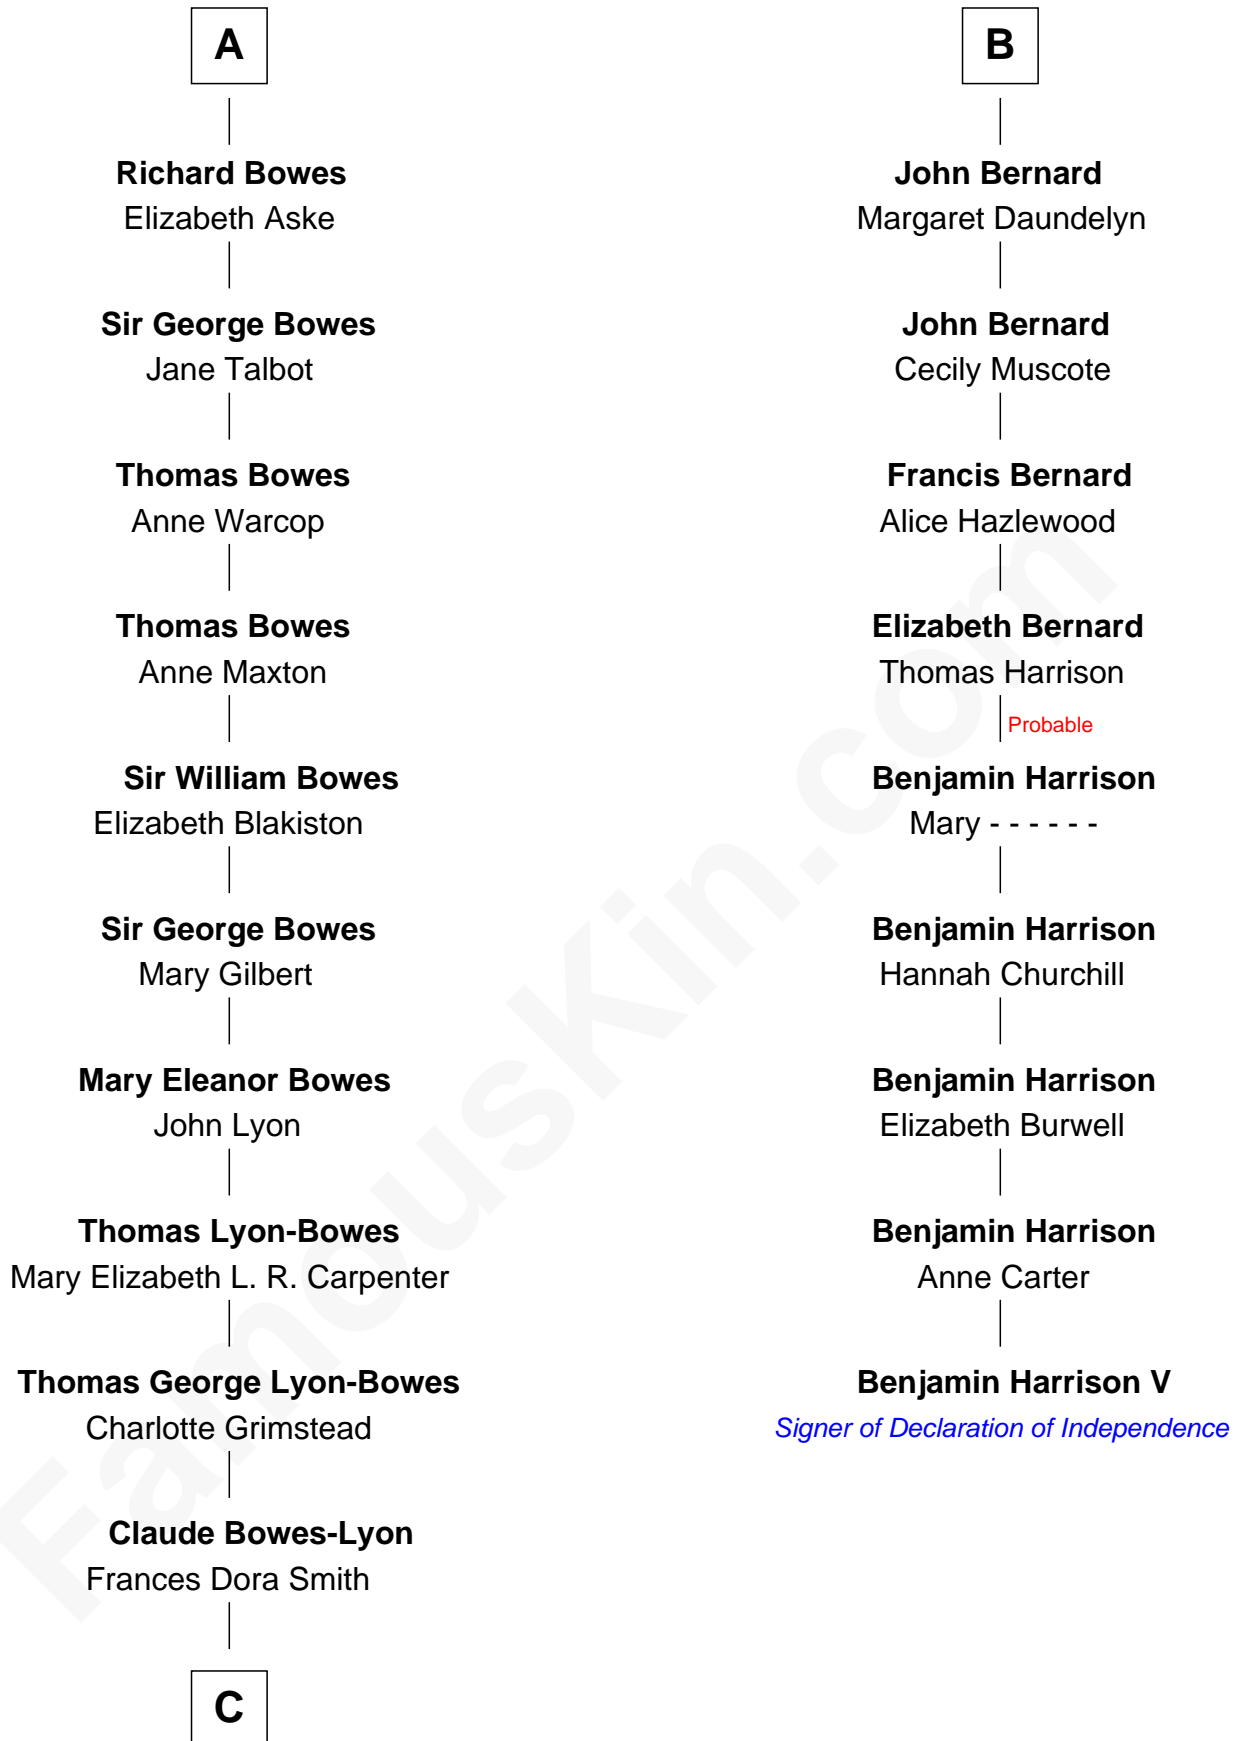 A
Richard Bowes
Elizabeth Aske
Sir George Bowes
Jane Talbot
Thomas Bowes
Anne Warcop
Thomas Bowes
Anne Maxton
Sir William Bowes
Elizabeth Blakiston
Sir George Bowes
Mary Gilbert
Mary Eleanor Bowes
John Lyon
Thomas Lyon-Bowes
Mary Elizabeth L. R. Carpenter
Thomas George Lyon-Bowes
Charlotte Grimstead
Claude Bowes-Lyon
Frances Dora Smith
C
B
John Bernard
Margaret Daundelyn
John Bernard
Cecily Muscote
Francis Bernard
Alice Hazlewood
Elizabeth Bernard
Thomas Harrison
Probable
Benjamin Harrison
Mary - - - - - -
Benjamin Harrison
Hannah Churchill
Benjamin Harrison
Elizabeth Burwell
Benjamin Harrison
Anne Carter
Benjamin Harrison V
Signer of Declaration of Independence
FamousKin.com